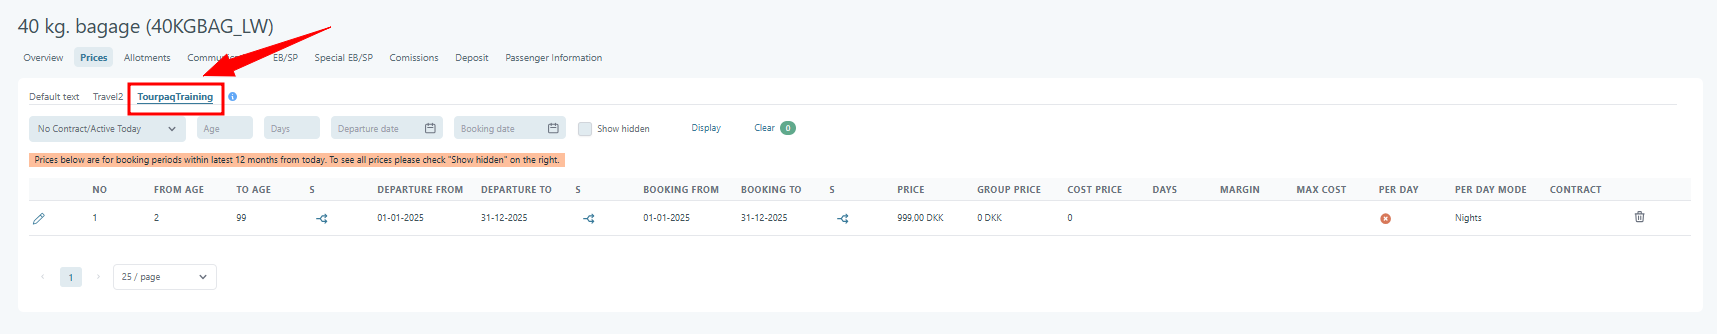 40 kg. bagage (40KGBAG_LW)
Overview Prices Allotments Commu EB/SP Special EB/SP Comissions Deposit Passenger Information
Default text Travel2 TourpaqTraining
No Contract/Active Today Age Days Departure date Booking date Show hidden Display Clear 0
Prices below are for booking periods within latest 12 months from today. To see all prices please check "Show hidden" on the right.
NO FROM AGE TO AGE S DEPARTURE FROM DEPARTURE TO S BOOKING FROM BOOKING TO S PRICE GROUP PRICE COST PRICE DAYS MARGIN MAX COST PER DAY PER DAY MODE CONTRACT
1 2 99 01-01-2025 31-12-2025 01-01-2025 31-12-2025 999,00 DKK 0 DKK 0 Nights
1 25 / page